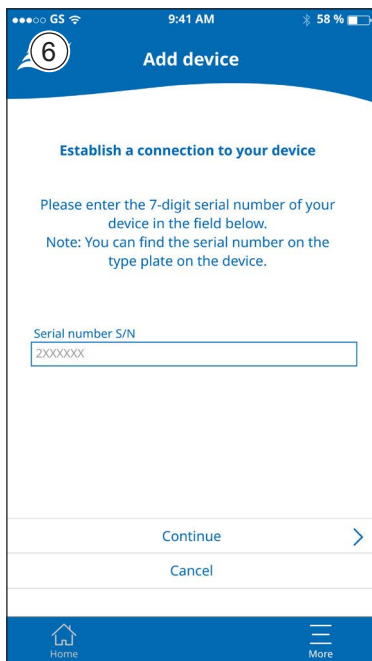 GS 9:41 AM 58 %
6
Add device
Establish a connection to your device
Please enter the 7-digit serial number of your
device in the field below.
Note: You can find the serial number on the
type plate on the device.
Serial number S/N
2XXXXXX
Continue
Cancel
Home More